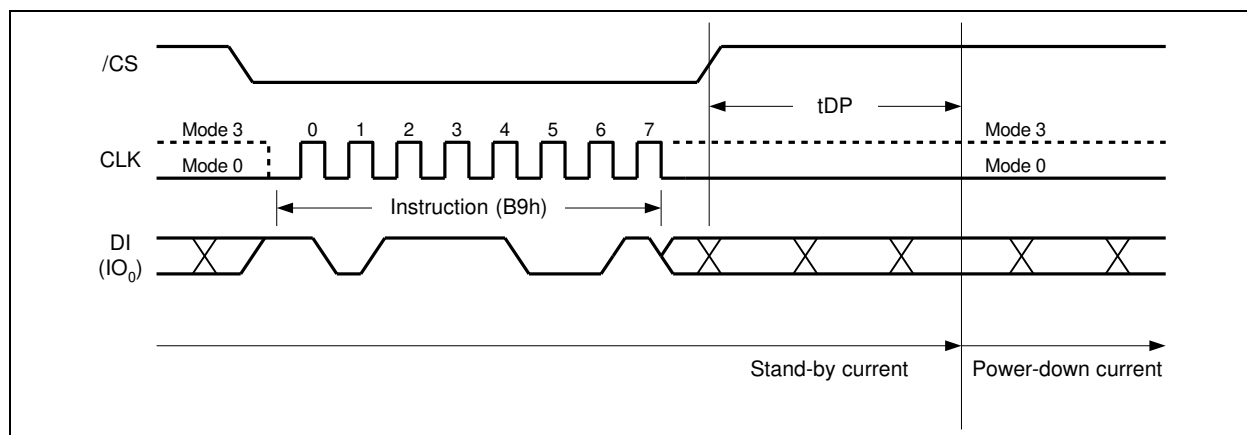 /CS
tDP
Mode 3 0 1 2 3 4 5 6 7 Mode 3
CLK
Mode 0 Mode 0
Instruction (B9h)
DI
(IO0)
Stand-by current Power-down current